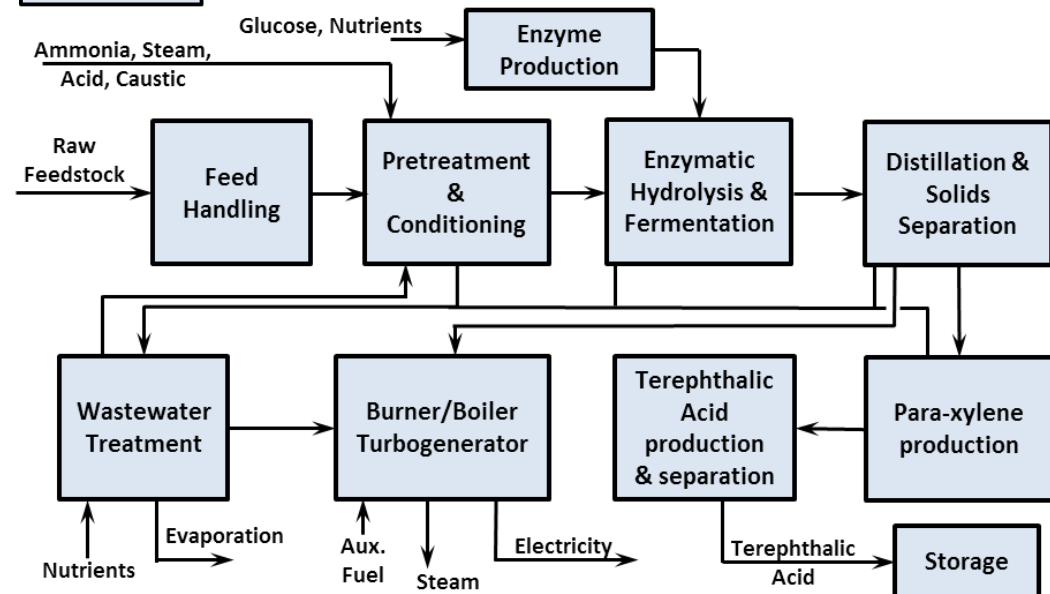 Glucose, Nutrients
Enzyme
Production
Ammonia, Steam,
Acid, Caustic
Raw
Feedstock
Feed
Handling
Pretreatment
&
Conditioning
Enzymatic
Hydrolysis &
Fermentation
Distillation &
Solids
Separation
Wastewater
Treatment
Burner/Boiler
Turbogenerator
Terephthalic
Acid
production
& separation
Para-xylene
production
Nutrients
Evaporation
Aux.
Fuel
Steam
Electricity
Terephthalic
Acid
Storage